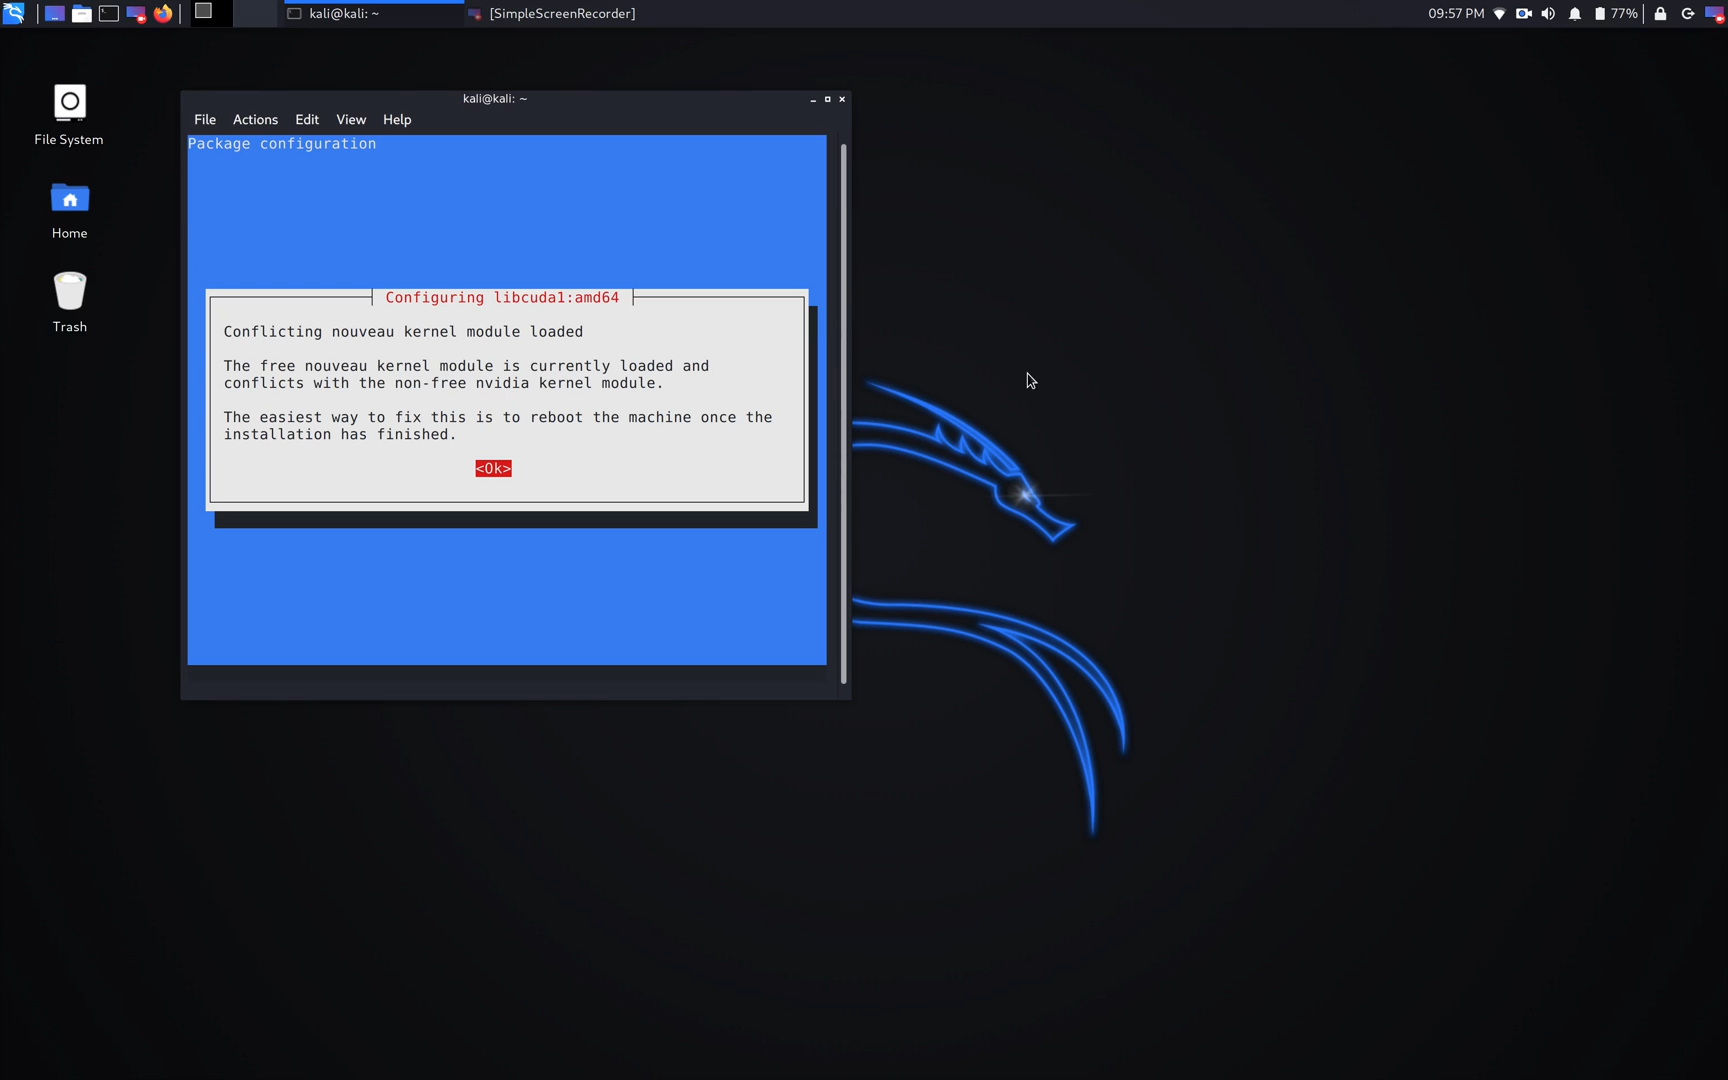 kali@kali: ~
[SimpleScreenRecorder]
09:57 PM
77%
File System
Home
Trash
kali@kali: ~
File Actions Edit View Help
Package configuration
Configuring libcuda1:amd64
Conflicting nouveau kernel module loaded
The free nouveau kernel module is currently loaded and
conflicts with the non-free nvidia kernel module.
The easiest way to fix this is to reboot the machine once the
installation has finished.
<Ok>